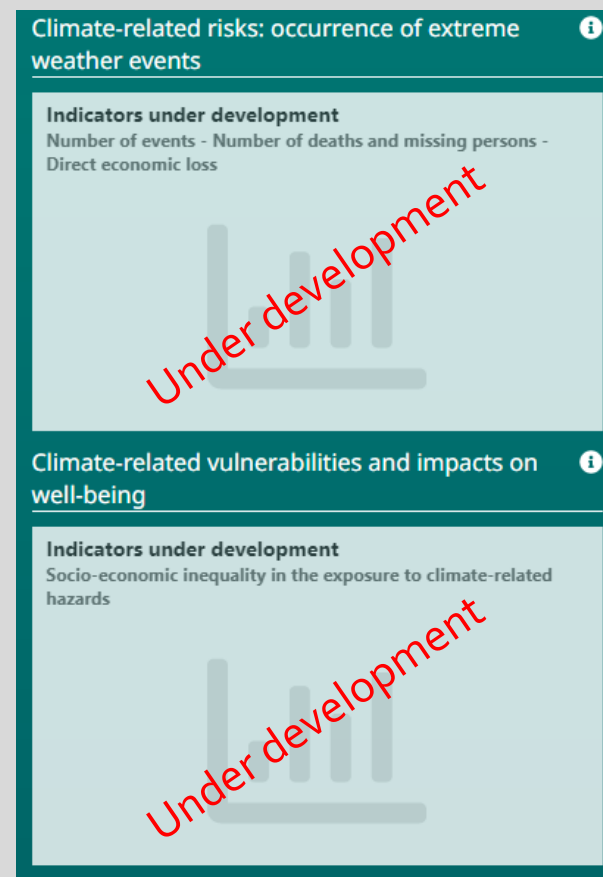 Climate-related risks: occurrence of extreme
weather events
Indicators under development
Number of events - Number of deaths and missing persons -
Direct economic loss
Under development
Climate-related vulnerabilities and impacts on
well-being
Indicators under development
Socio-economic inequality in the exposure to climate-related
hazards
Under development